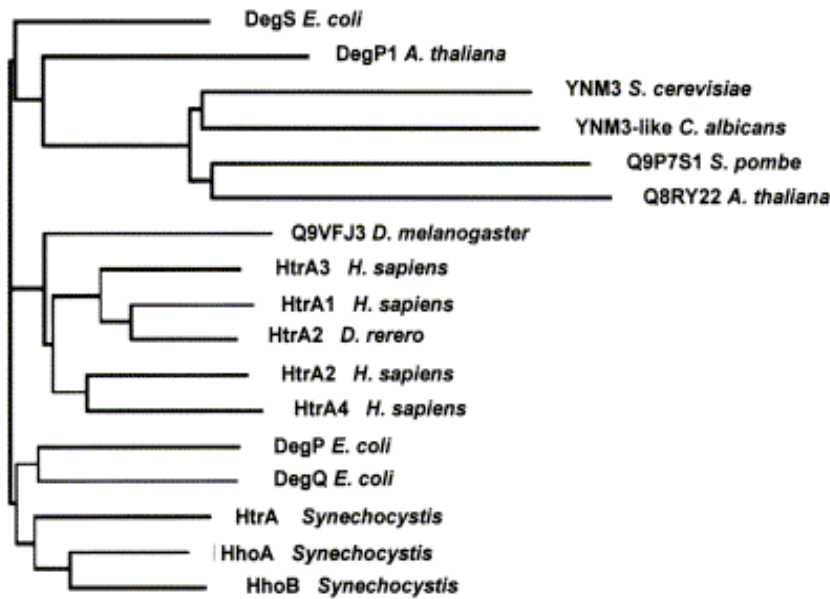 DegS E. coli
DegP1 A. thaliana
YNM3 S. cerevisiae
YNM3-like C. albicans
Q9P7S1 S. pombe
Q8RY22 A. thaliana
Q9VFJ3 D. melanogaster
HtrA3 H. sapiens
HtrA1 H. sapiens
HtrA2 D. rerero
HtrA2 H. sapiens
HtrA4 H. sapiens
DegP E. coli
DegQ E. coli
HtrA Synechocystis
HhoA Synechocystis
HhoB Synechocystis